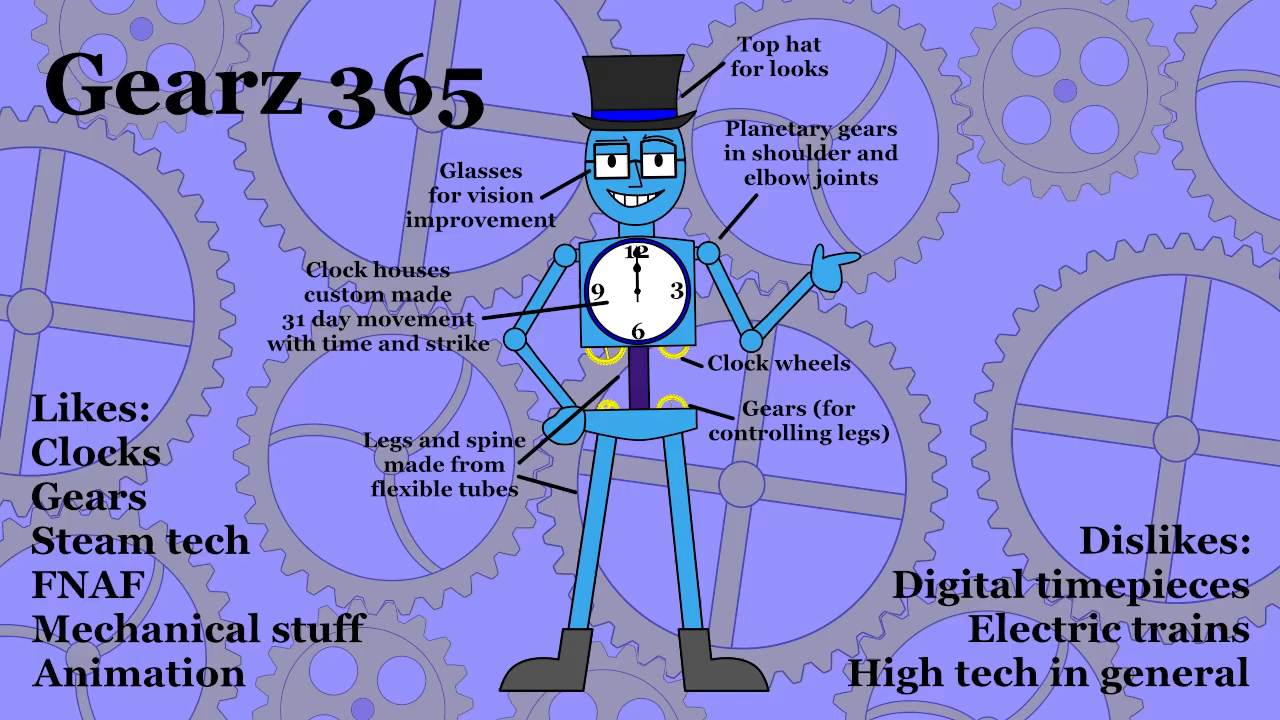 Gearz 365
Top hat
for looks
Planetary gears
in shoulder and
elbow joints
Glasses
for vision
improvement
Clock houses
custom made
31 day movement
with time and strike
12
9
3
6
Clock wheels
Gears (for
controlling legs)
Legs and spine
made from
flexible tubes
Likes:
Clocks
Gears
Steam tech
FNAF
Mechanical stuff
Animation
Dislikes:
Digital timepieces
Electric trains
High tech in general